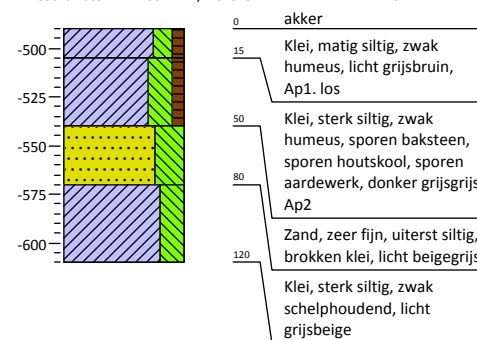 -500
-525
-550
-575
-600
0
akker
15
Klei, matig siltig, zwak
humeus, licht grijsbruin,
Ap1. los
50
Klei, sterk siltig, zwak
humeus, sporen baksteen,
sporen houtskool, sporen
aardewerk, donker grijsgrijs
Ap2
80
Zand, zeer fijn, uiterst siltig,
brokken klei, licht beigegrijs
120
Klei, sterk siltig, zwak
schelphoudend, licht
grijsbeige